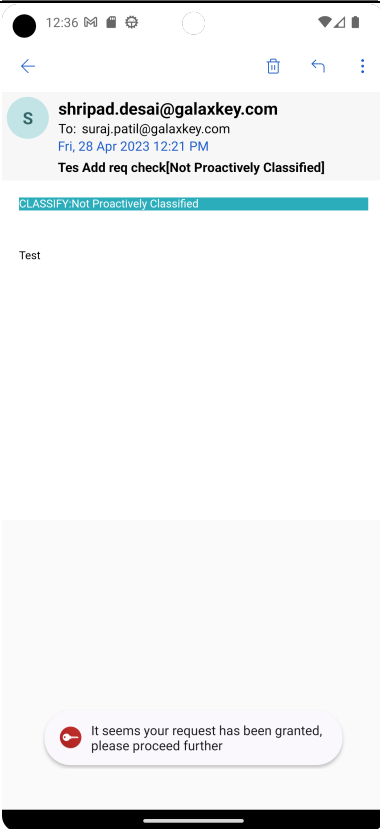 12:36
S
shripad.desai@galaxkey.com
To: suraj.patil@galaxkey.com
Fri, 28 Apr 2023 12:21 PM
Tes Add req check[Not Proactively Classified]
CLASSIFY:Not Proactively Classified
Test
It seems your request has been granted,
please proceed further